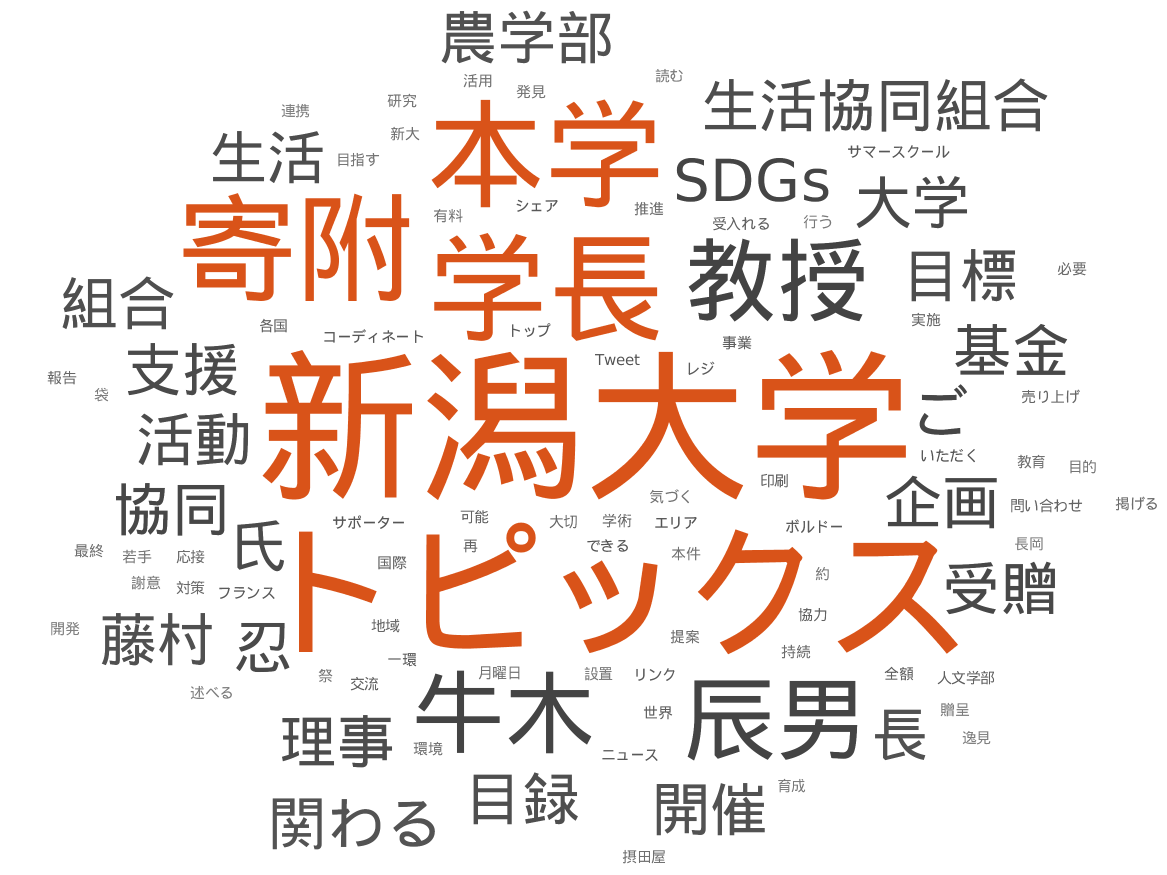 農学部
読む
活用
発見
研究
連携
新大
生活協同組合
本学
生活
目指す
サマースクール
SDGs
大学
寄附
有料
シェア
推進
受入れる
行う
学長
教授
目標
必要
組合
各国
コーディネート
トップ
事業
実施
基金
支援
Tweet
レジ
報告
袋
売り上げ
新潟大学
ご
活動
いただく
教育
目的
印刷
協同
気づく
企画
問い合わせ
掲げる
サポーター
可能
大切
学術
エリア
ボルドー
氏
再
できる
本件
長岡
最終
若手
応接
国際
トピックス
約
受贈
謝意
対策
フランス
協力
開発
藤村
忍
地域
提案
持続
一環
祭
交流
月曜日
設置
リンク
全額
人文学部
述べる
牛木
世界
辰男
長
贈呈
逸見
理事
環境
ニュース
目録
育成
関わる
開催
摂田屋